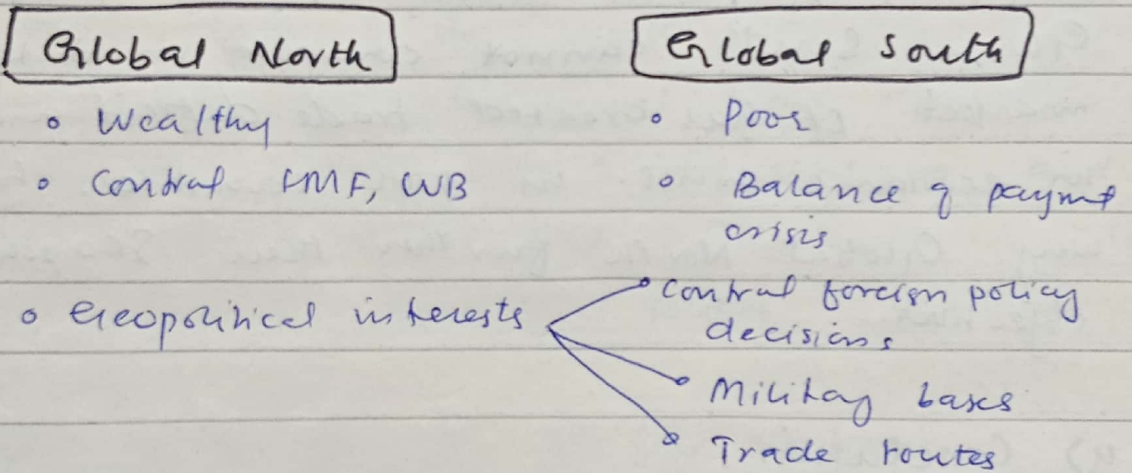 Global North
Global South
• Wealthy
• Poor
• Control IMF, WB
• Balance of paymt
crisis
• Geopolitical interests
Control foreign policy
decisions
Military bases
Trade routes